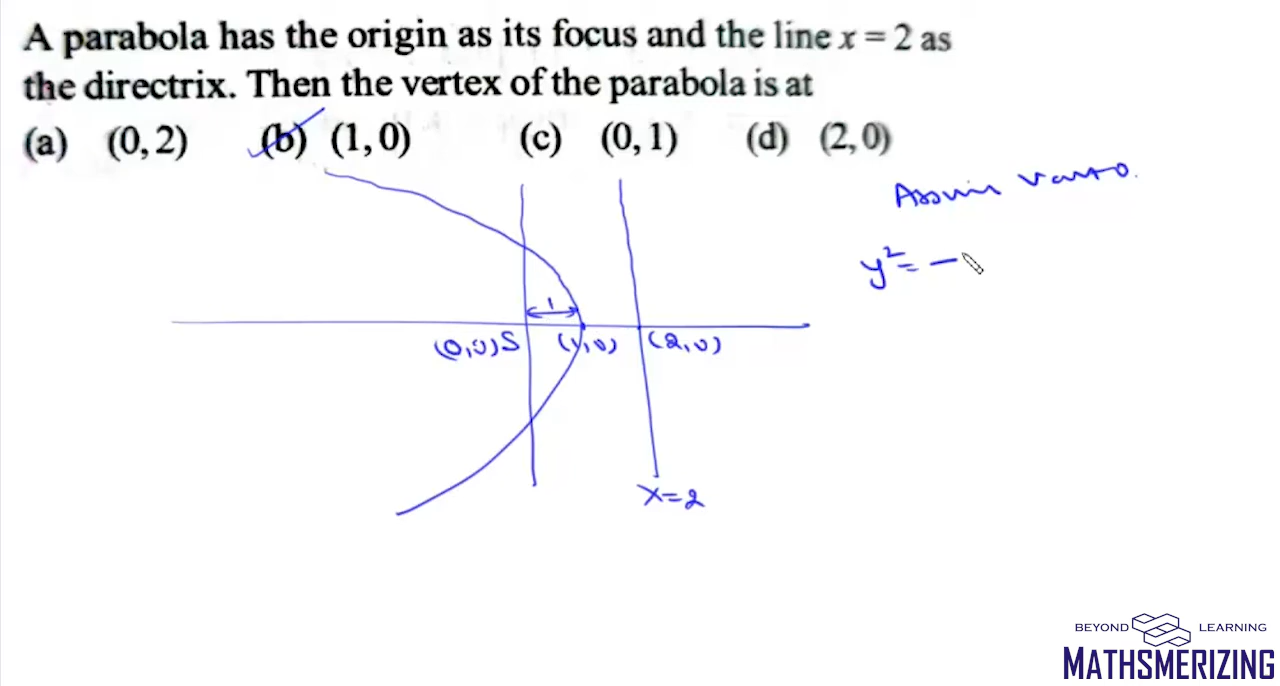 A parabola has the origin as its focus and the line x = 2 as
the directrix. Then the vertex of the parabola is at
(a) (0, 2) (b) (1, 0) (c) (0, 1) (d) (2, 0)
y² = −
1
(0,0) S (1,0) (2,0)
x=2
BEYOND LEARNING
MATHSMERIZING